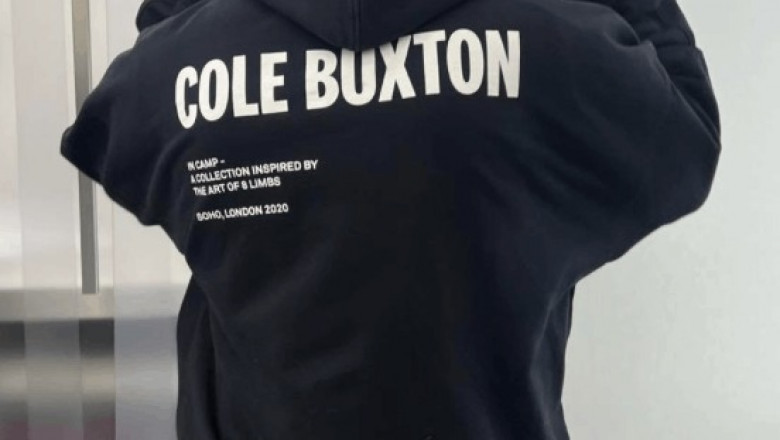 COLE BUXTON
IN CAMP –
A COLLECTION INSPIRED BY
THE ART OF 8 LIMBS
SOHO, LONDON 2020